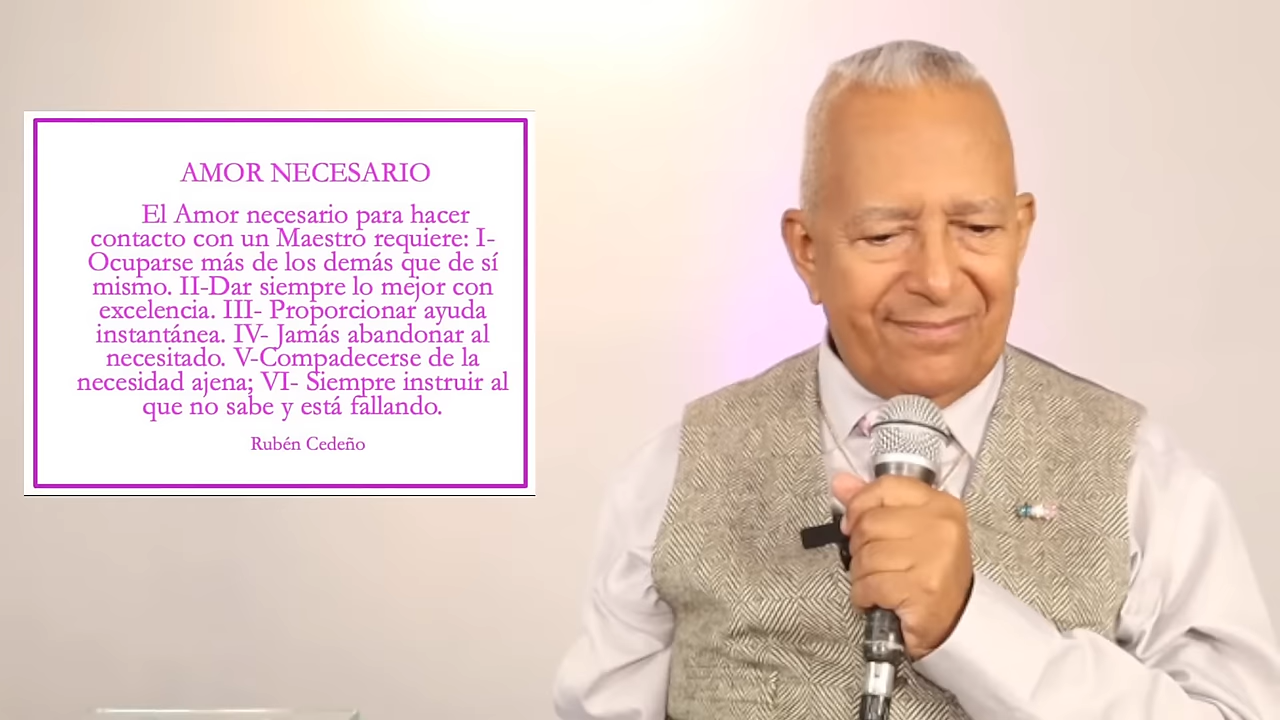 AMOR NECESARIO
El Amor necesario para hacer
contacto con un Maestro requiere: I-
Ocuparse más de los demás que de sí
mismo. II-Dar siempre lo mejor con
excelencia. III- Proporcionar ayuda
instantánea. IV- Jamás abandonar al
necesitado. V-Compadecerse de la
necesidad ajena; VI- Siempre instruir al
que no sabe y está fallando.
Rubén Cedeño